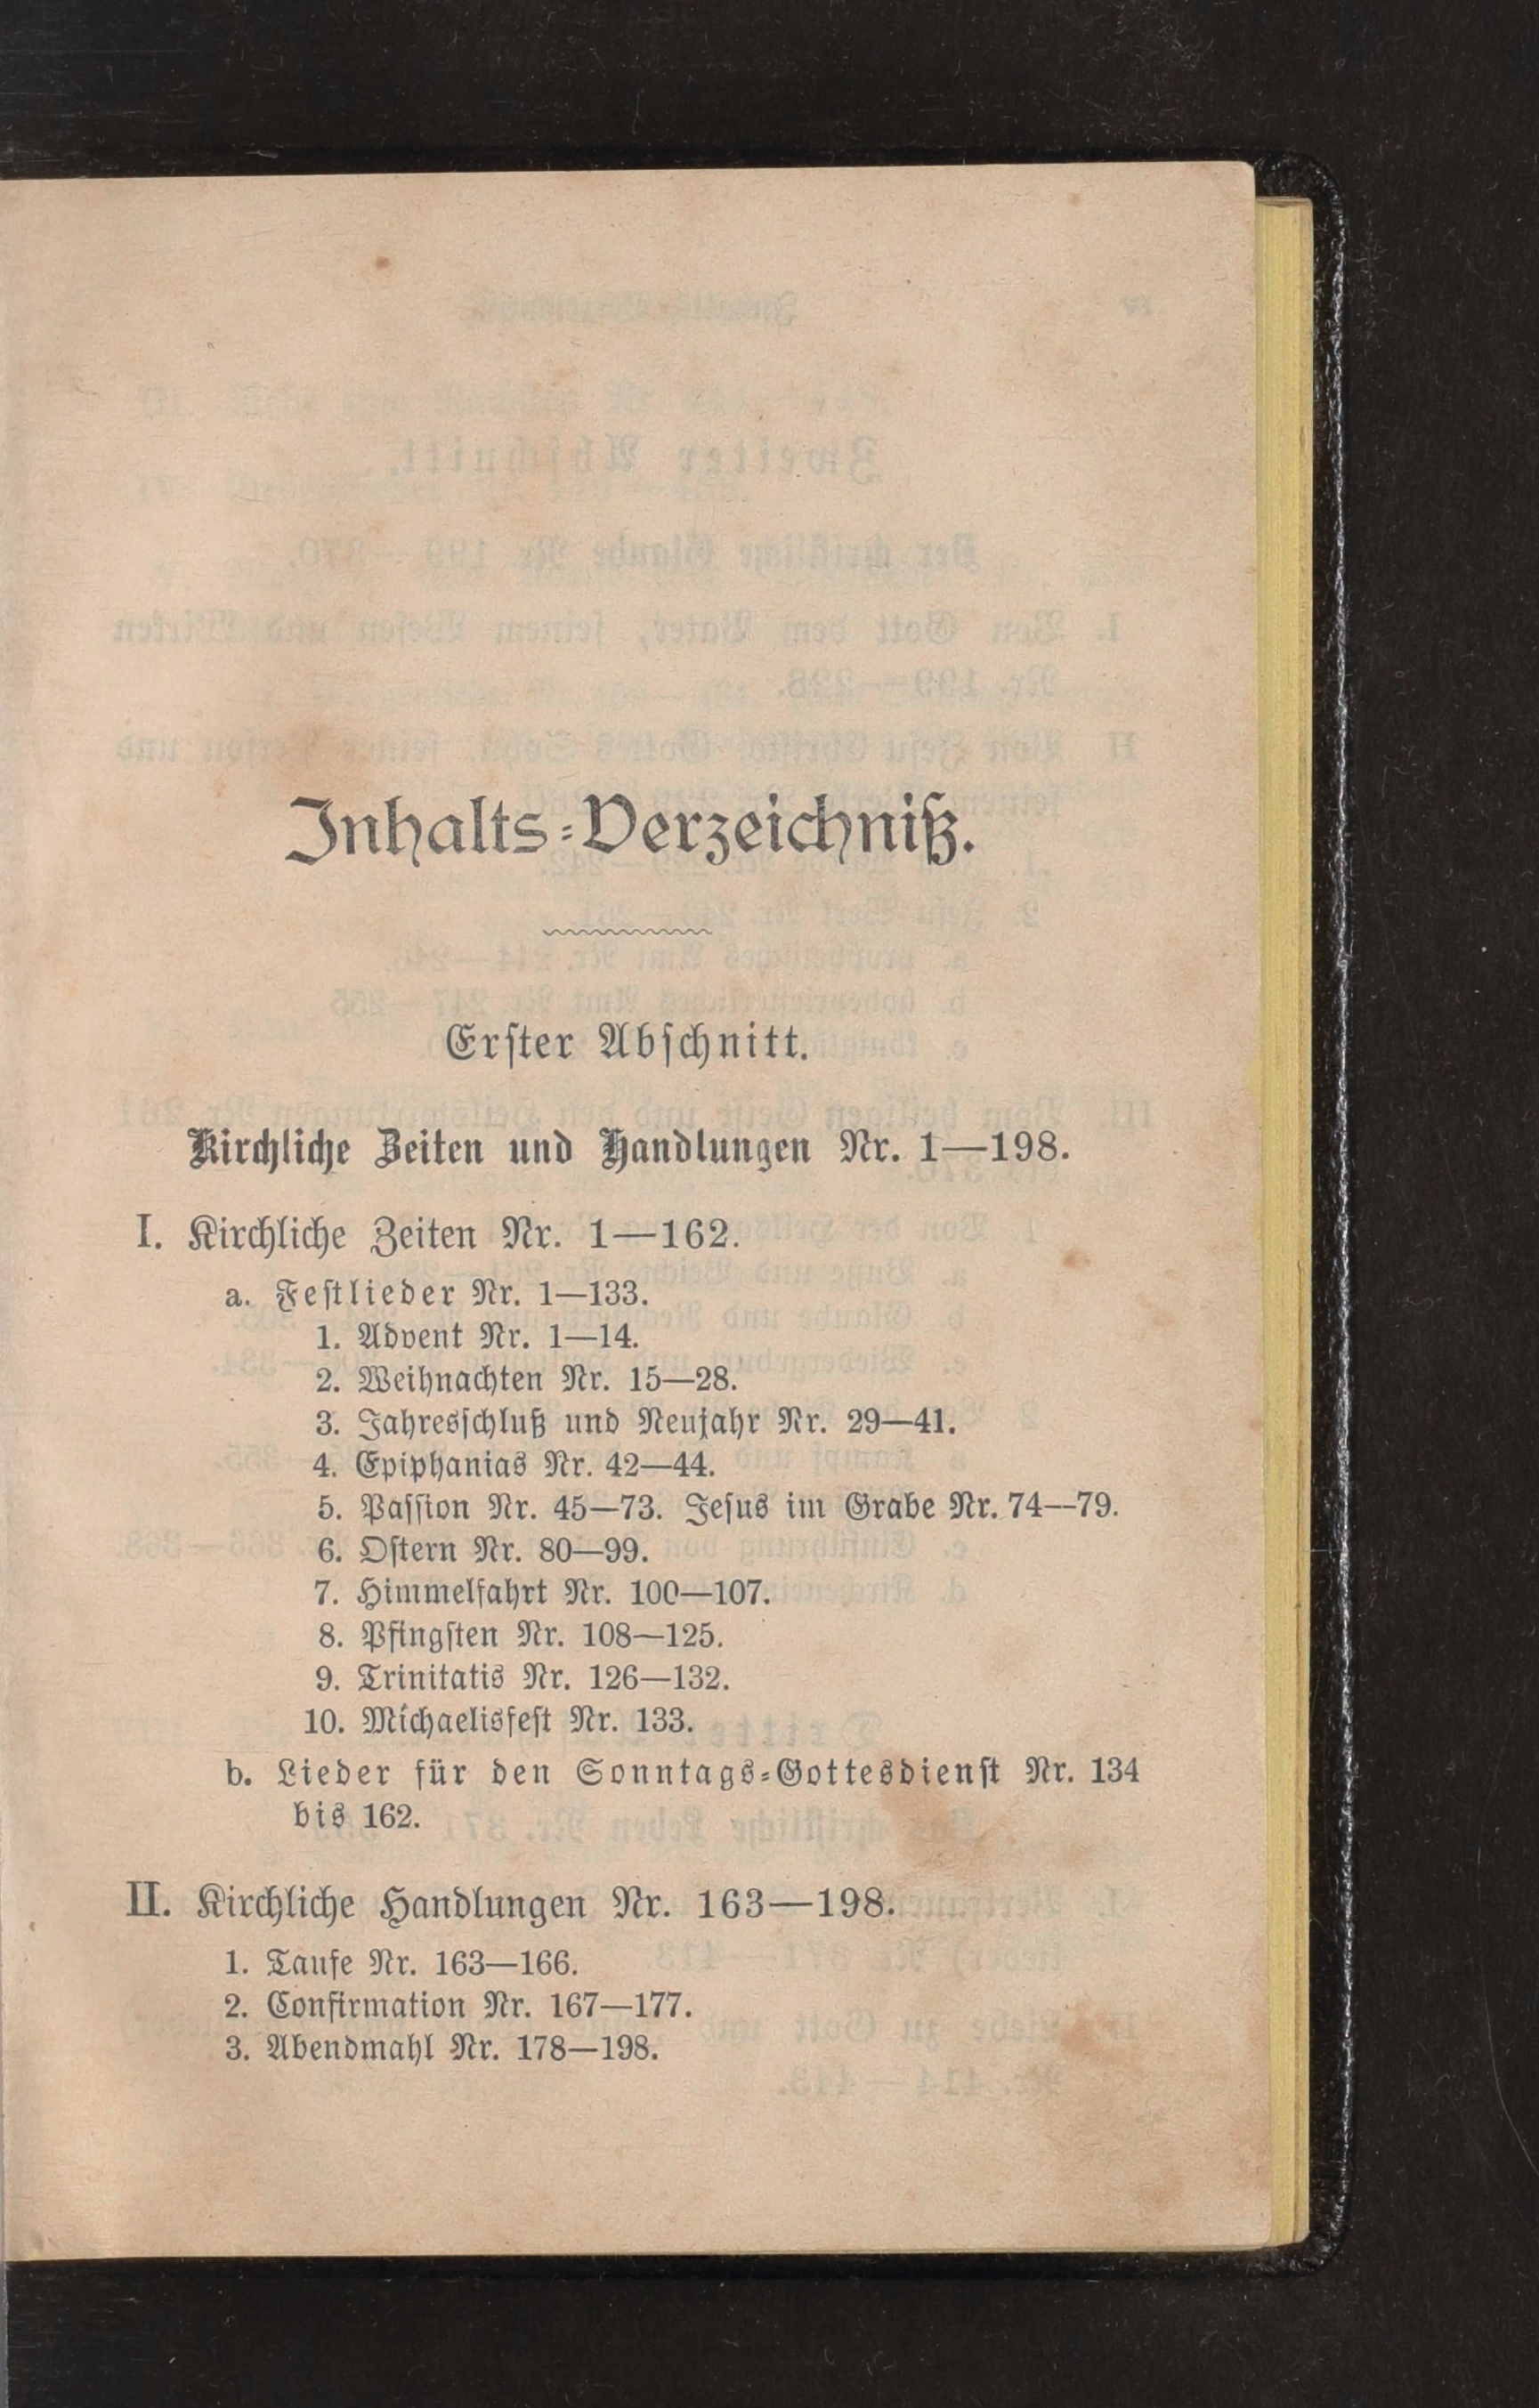 Inhalts-Verzeichniß.
Erster Abschnitt.
Kirchliche Zeiten und Handlungen Nr. 1—198.
I. Kirchliche Zeiten Nr. 1—162.
a. Festlieder Nr. 1—133.
1. Advent Nr. 1—14.
2. Weihnachten Nr. 15—28.
3. Jahresschluß und Neujahr Nr. 29—41.
4. Epiphanias Nr. 42—44.
5. Passion Nr. 45—73. Jesus im Grabe Nr. 74—79.
6. Ostern Nr. 80—99.
7. Himmelfahrt Nr. 100—107.
8. Pfingsten Nr. 108—125.
9. Trinitatis Nr. 126—132.
10. Michaelisfest Nr. 133.
b. Lieder für den Sonntags-Gottesdienst Nr. 134
bis 162.
II. Kirchliche Handlungen Nr. 163—198.
1. Taufe Nr. 163—166.
2. Confirmation Nr. 167—177.
3. Abendmahl Nr. 178—198.